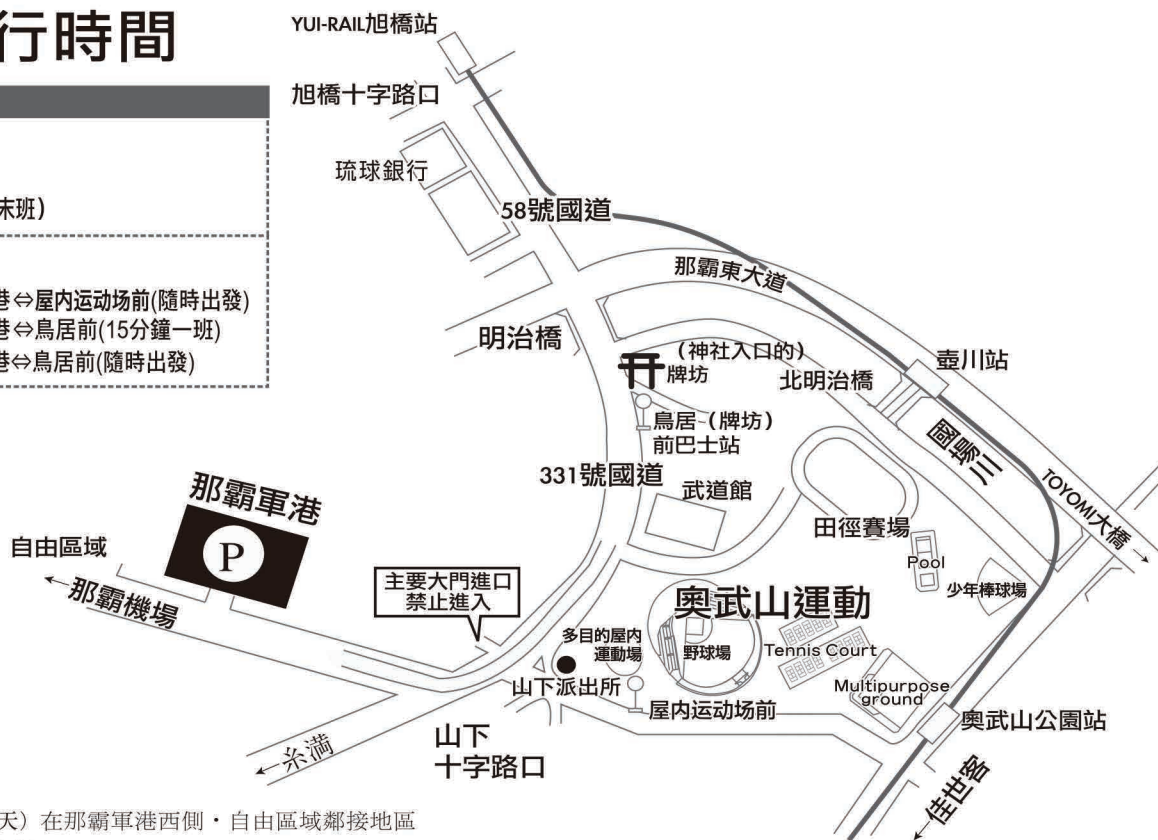 行時間
末班）
港⇔屋内运动场前(隨時出發)
港⇔鳥居前(15分鐘一班)
港⇔鳥居前(隨時出發)
YUI-RAIL旭橋站
旭橋十字路口
琉球銀行
58號國道
那霸東大道
明治橋
（神社入口的）
牌坊
北明治橋
壺川站
鳥居（牌坊）
前巴士站
國場川
331號國道
武道館
TOYOMI大橋
→
田徑賽場
那霸軍港
P
自由區域
←那霸機場
Pool
少年棒球場
主要大門進口
禁止進入
奧武山運動
多目的屋內
運動場
野球場
Tennis Court
山下派出所
Multipurpose
ground
屋内运动场前
奧武山公園站
山下
十字路口
←糸満
←佳世客
天）在那霸軍港西側・自由區域鄰接地區